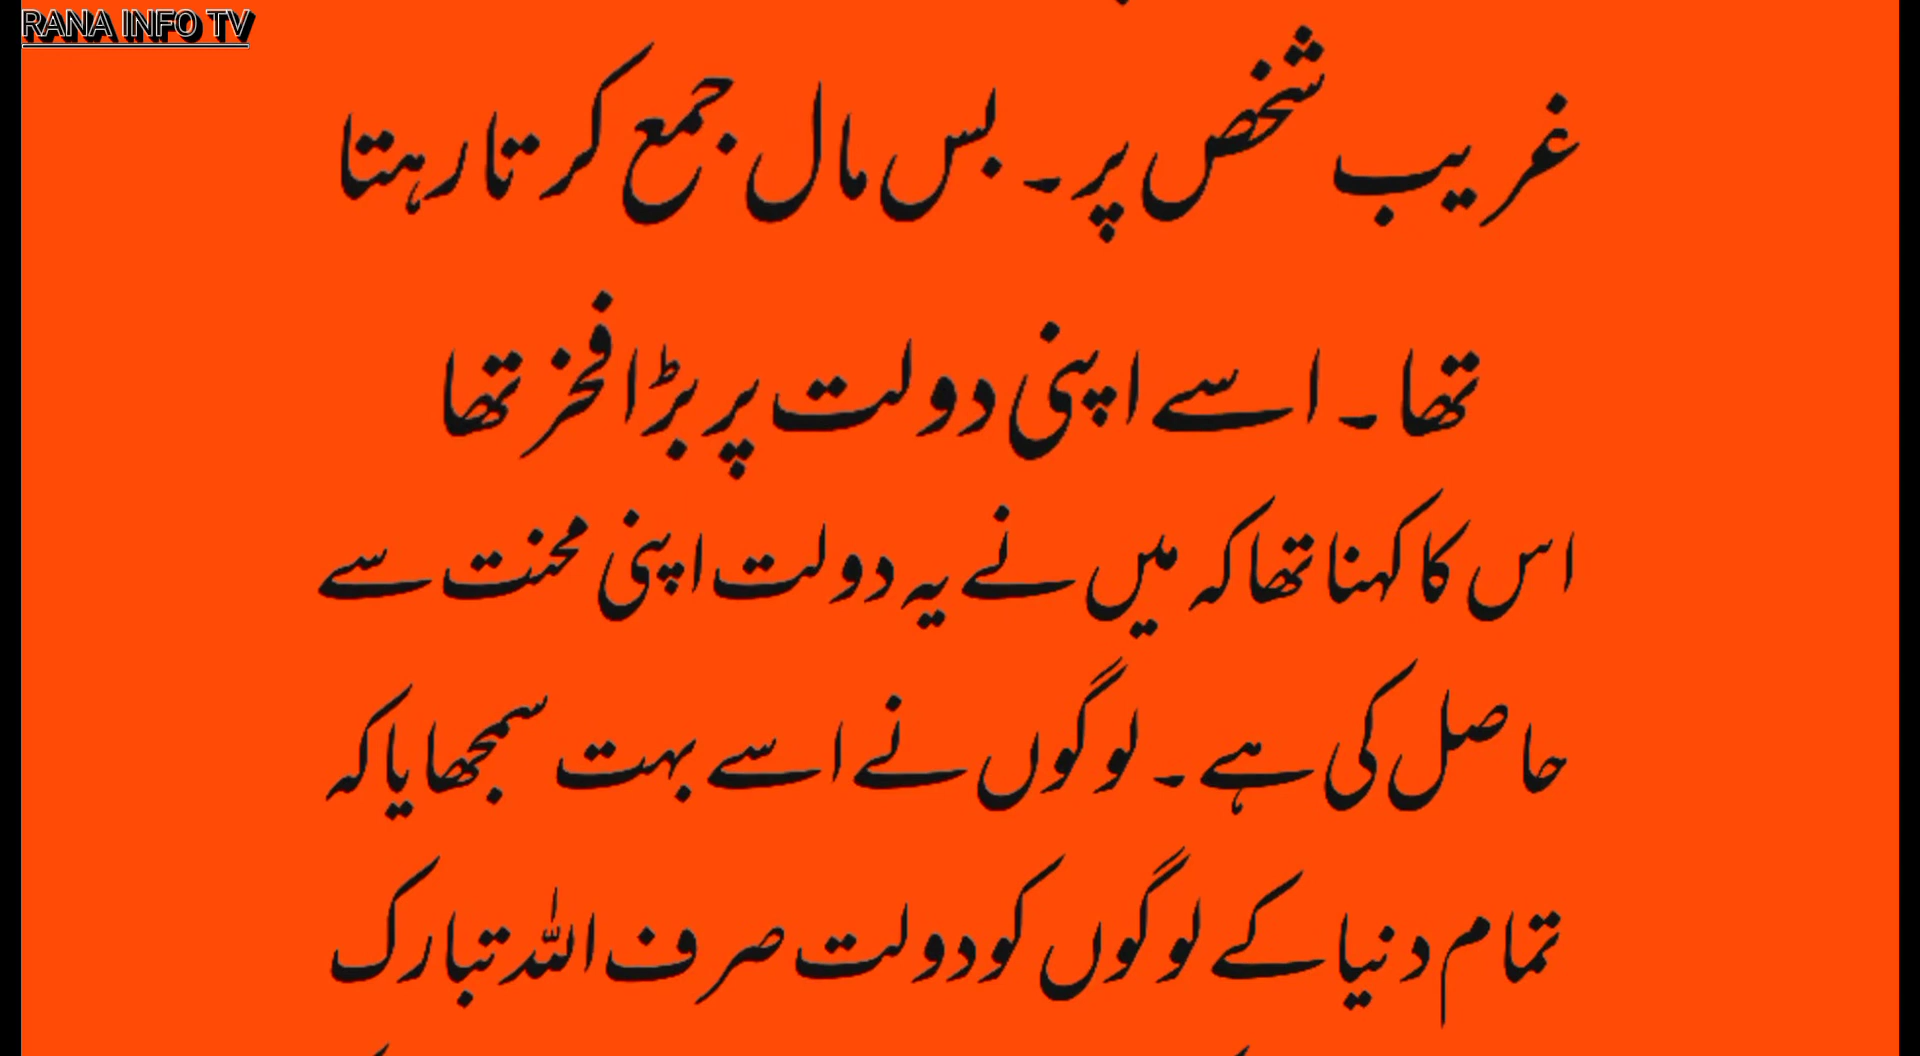 RANA INFO TV
غریب شخص پر۔ بس مال جمع کرتا رہتا
تھا۔ اسے اپنی دولت پر بڑا فخر تھا
اس کا کہنا تھا کہ میں نے یہ دولت اپنی محنت سے
حاصل کی ہے۔ لوگوں نے اسے بہت سمجھایا کہ
تمام دنیا کے لوگوں کو دولت صرف اللہ تبارک